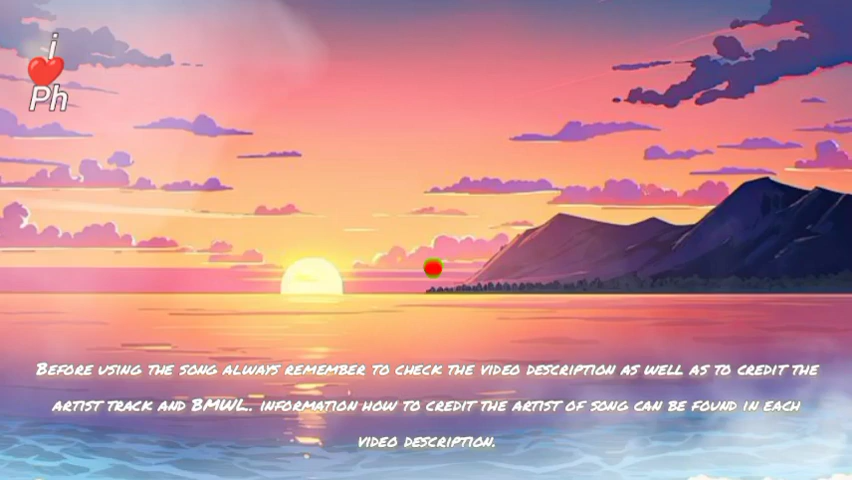 i
❤️
Ph
BEFORE USING THE SONG ALWAYS REMEMBER TO CHECK THE VIDEO DESCRIPTION AS WELL AS TO CREDIT THE
ARTIST TRACK AND BMWL.. INFORMATION HOW TO CREDIT THE ARTIST OF SONG CAN BE FOUND IN EACH
VIDEO DESCRIPTION.